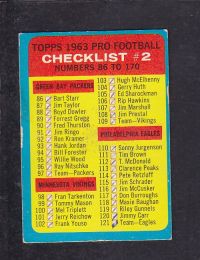 TOPPS 1963 PRO FOOTBALL
CHECKLIST #2
NUMBERS 86 TO 170
GREEN BAY PACKERS
86 Bart Starr
87 Jim Taylor
88 Boyd Dowler
89 Forrest Gregg
90 Fred Thurston
91 Jim Ringo
92 Ron Kramer
93 Hank Jordan
94 Bill Forester
95 Willie Wood
96 Ray Nitschke
97 Team—Packers
MINNESOTA VIKINGS
98 Fran Tarkenton
99 Tommy Mason
100 Mel Triplett
101 Jerry Reichow
102 Frank Youso
103 Hugh McElhenny
104 Gerry Huth
105 Ed Sharockman
106 Rip Hawkins
107 Jim Marshall
108 Jim Prestel
109 Team—Vikings
PHILADELPHIA EAGLES
110 Sonny Jurgensen
111 Tim Brown
112 T. McDonald
113 Clarence Peaks
114 Pete Retzlaff
115 Jim Schrader
116 Jim McCusker
117 Don Burroughs
118 Maxie Baughan
119 Riley Gunnels
120 Jimmy Carr
121 Team—Eagles